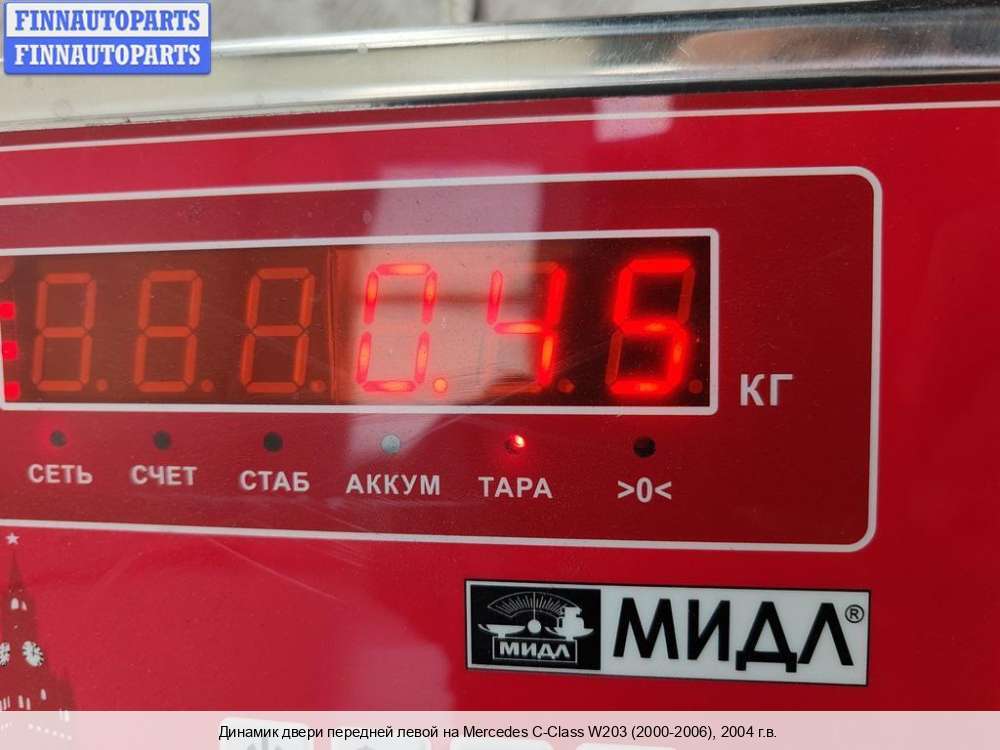 FINNAUTOPARTS
FINNAUTOPARTS
0.45
КГ
СЕТЬ СЧЕТ СТАБ АККУМ ТАРА >0<
МИДЛ МИДЛ®
Динамик двери передней левой на Mercedes C-Class W203 (2000-2006), 2004 г.в.